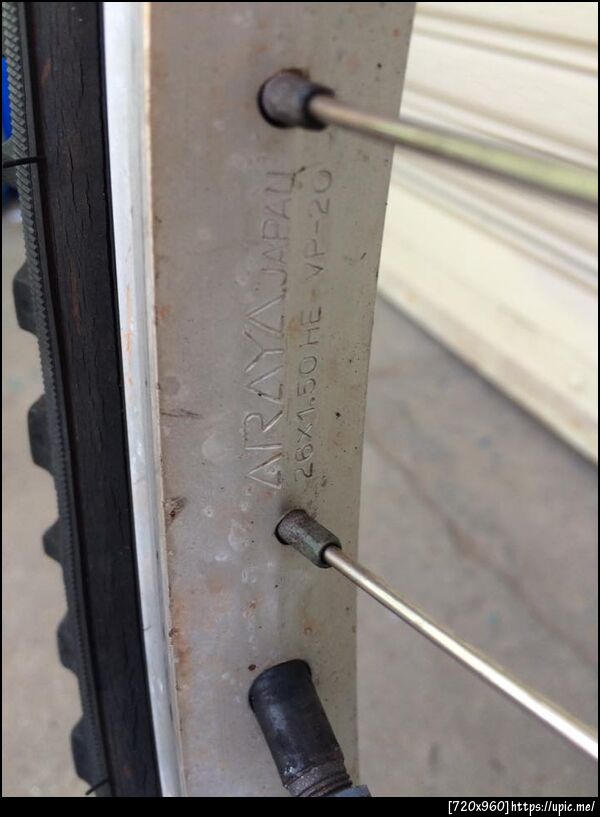 ARAYA JAPAN
26X1.50 HE VP-20
[720x960]https://upic.me/